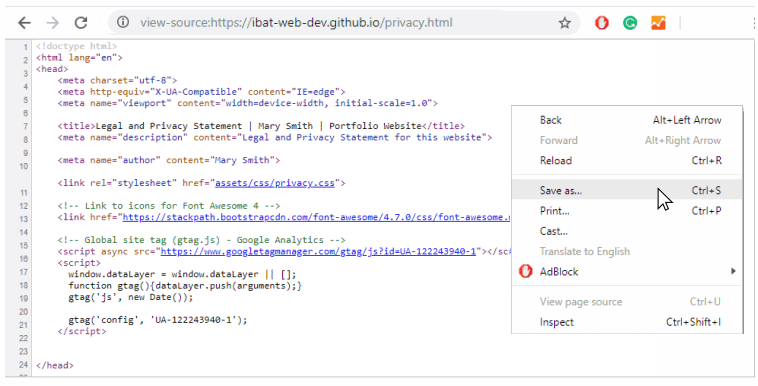 view-source:https://ibat-web-dev.github.io/privacy.html
1 <!doctype html>
2 <html lang="en">
3 <head>
4 <meta charset="utf-8">
5 <meta http-equiv="X-UA-Compatible" content="IE=edge">
6 <meta name="viewport" content="width=device-width, initial-scale=1.0">
7
8 <title>Legal and Privacy Statement | Mary Smith | Portfolio Website</title>
<meta name="description" content="Legal and Privacy Statement for this website">
9
10 <meta name="author" content="Mary Smith">
11 <link rel="stylesheet" href="assets/css/privacy.css">
12
13 <!-- Link to icons for Font Awesome 4 -->
<link href="https://stackpath.bootstrapcdn.com/font-awesome/4.7.0/css/font-awesome.
14
15 <!-- Global site tag (gtag.js) - Google Analytics -->
16 <script async src="https://www.googletagmanager.com/gtag/js?id=UA-122243940-1"></sc
<script>
17 window.dataLayer = window.dataLayer || [];
18 function gtag(){dataLayer.push(arguments);}
19 gtag('js', new Date());
20
21 gtag('config', 'UA-122243940-1');
22 </script>
23
24 </head>
Back Alt+Left Arrow
Forward Alt+Right Arrow
Reload Ctrl+R
Save as... Ctrl+S
Print... Ctrl+P
Cast...
Translate to English
AdBlock
View page source Ctrl+U
Inspect Ctrl+Shift+I